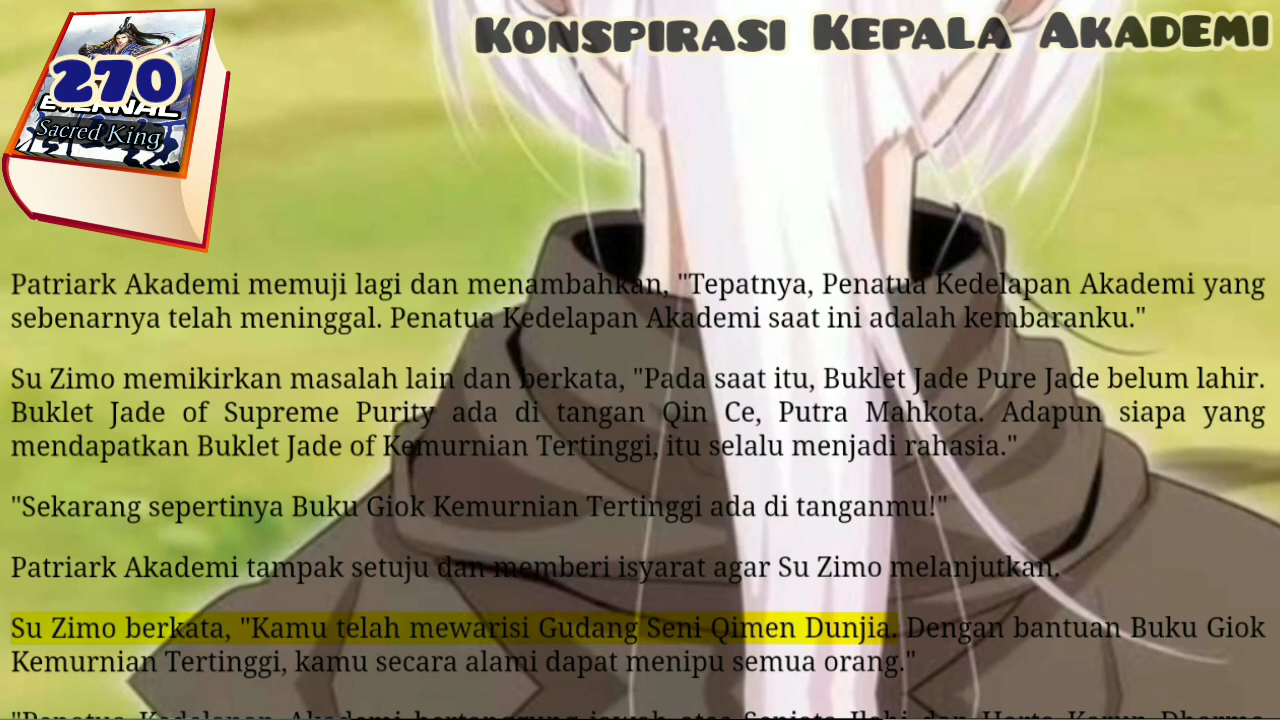 Konspirasi Kepala Akademi
270
ETERNAL
Sacred King
Patriark Akademi memuji lagi dan menambahkan, "Tepatnya, Penatua Kedelapan Akademi yang
sebenarnya telah meninggal. Penatua Kedelapan Akademi saat ini adalah kembaranku."
Su Zimo memikirkan masalah lain dan berkata, "Pada saat itu, Buklet Jade Pure Jade belum lahir.
Buklet Jade of Supreme Purity ada di tangan Qin Ce, Putra Mahkota. Adapun siapa yang
mendapatkan Buklet Jade of Kemurnian Tertinggi, itu selalu menjadi rahasia."
"Sekarang sepertinya Buku Giok Kemurnian Tertinggi ada di tanganmu!"
Patriark Akademi tampak setuju dan memberi isyarat agar Su Zimo melanjutkan.
Su Zimo berkata, "Kamu telah mewarisi Gudang Seni Qimen Dunjia. Dengan bantuan Buku Giok
Kemurnian Tertinggi, kamu secara alami dapat menipu semua orang."